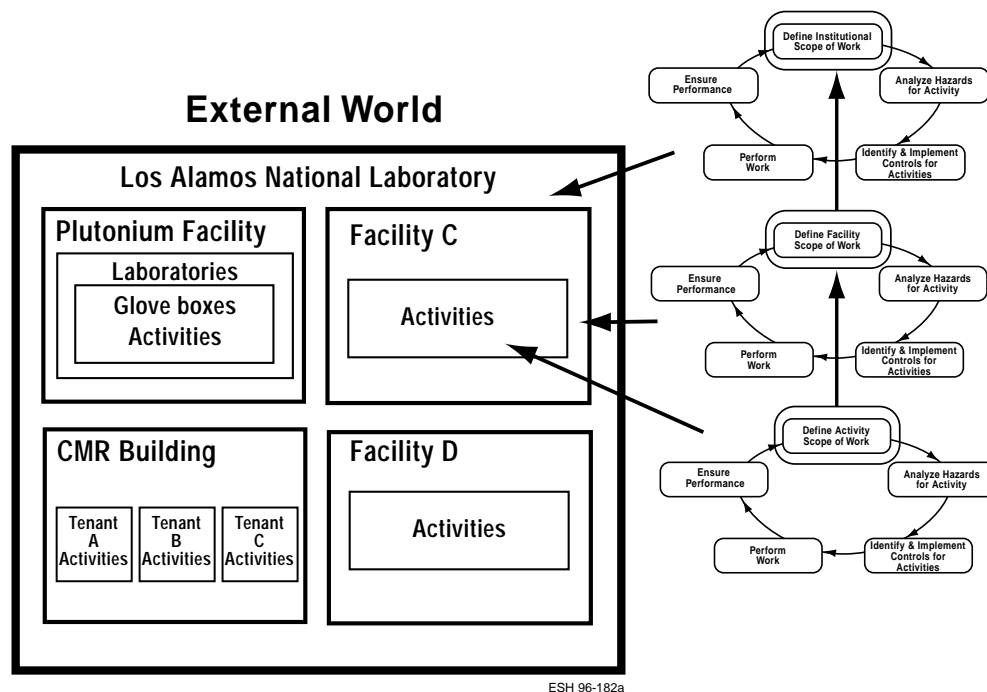 External World
Los Alamos National Laboratory
Plutonium Facility
Laboratories
Glove boxes
Activities
Facility C
Activities
CMR Building
Tenant
A
Activities
Tenant
B
Activities
Tenant
C
Activities
Facility D
Activities
ESH 96-182a
Define Institutional
Scope of Work
Analyze Hazards
for Activity
Identify & Implement
Controls for
Activities
Perform
Work
Ensure
Performance
Define Facility
Scope of Work
Analyze Hazards
for Activity
Identify & Implement
Controls for
Activities
Perform
Work
Ensure
Performance
Define Activity
Scope of Work
Analyze Hazards
for Activity
Identify & Implement
Controls for
Activities
Perform
Work
Ensure
Performance